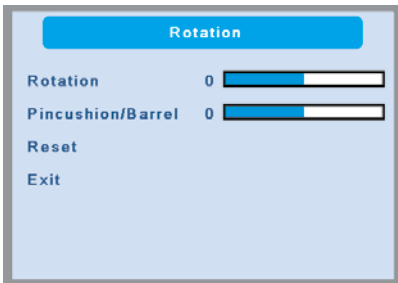 Rotation
Rotation 0
Pincushion/Barrel 0
Reset
Exit